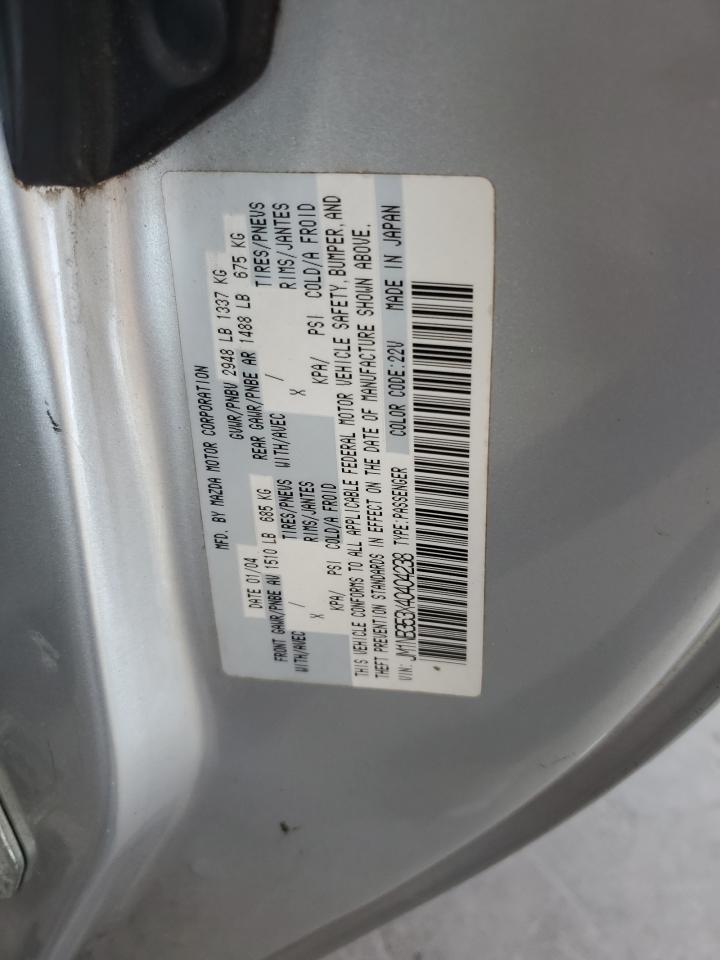 MFD. BY MAZDA MOTOR CORPORATION
DATE 01/04 GVWR/PNBV 2948 LB 1337 KG
FRONT GAWR/PNBE AV 1510 LB 685 KG REAR GAWR/PNBE AR 1488 LB 675 KG
WITH/AVEC / TIRES/PNEUS WITH/AVEC / TIRES/PNEVS
X RIMS/JANTES X RIMS/JANTES
KPA/ PSI COLD/A FROID KPA/ PSI COLD/A FROID
THIS VEHICLE CONFORMS TO ALL APPLICABLE FEDERAL MOTOR VEHICLE SAFETY, BUMPER, AND
THEFT PREVENTION STANDARDS IN EFFECT ON THE DATE OF MANUFACTURE SHOWN ABOVE.
VIN: JM1NB353X40404238 TYPE:PASSENGER COLOR CODE:22V MADE IN JAPAN